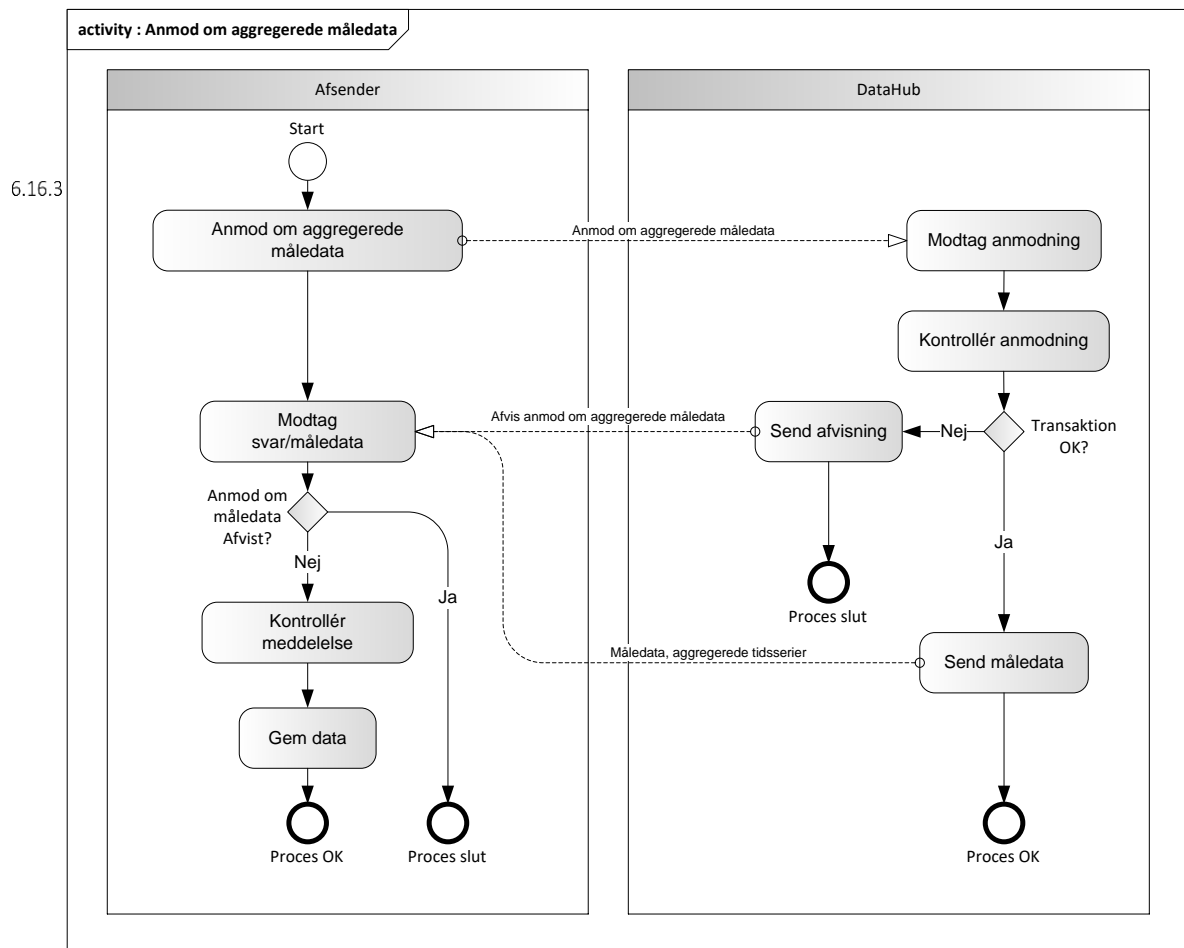 activity : Anmod om aggregerede måledata
Afsender
DataHub
Start
6.16.3
Anmod om aggregerede
måledata
Anmod om aggregerede måledata
Modtag anmodning
Kontrollér anmodning
Modtag
svar/måledata
Afvis anmod om aggregerede måledata
Send afvisning
Nej
Transaktion
OK?
Anmod om
måledata
Afvist?
Nej
Ja
Ja
Proces slut
Kontrollér
meddelelse
Måledata, aggregerede tidsserier
Send måledata
Gem data
Proces OK
Proces slut
Proces OK